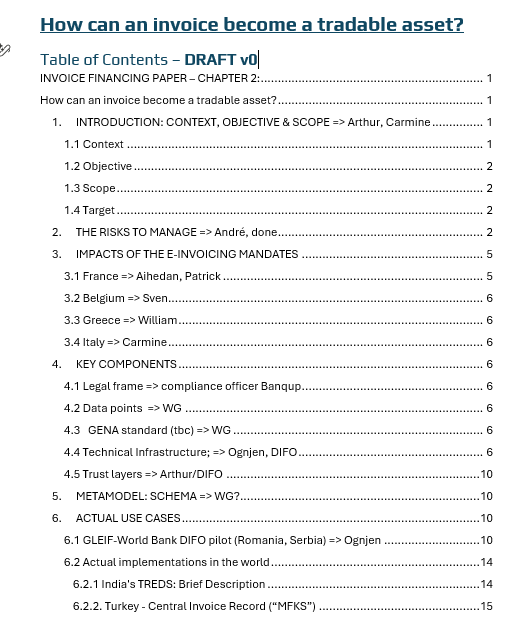 How can an invoice become a tradable asset?
Table of Contents – DRAFT v0
INVOICE FINANCING PAPER – CHAPTER 2: 1
How can an invoice become a tradable asset? 1
1. INTRODUCTION: CONTEXT, OBJECTIVE & SCOPE => Arthur, Carmine 1
1.1 Context 1
1.2 Objective 2
1.3 Scope 2
1.4 Target 2
2. THE RISKS TO MANAGE => André, done 2
3. IMPACTS OF THE E-INVOICING MANDATES 5
3.1 France => Aihedan, Patrick 5
3.2 Belgium => Sven 6
3.3 Greece => William 6
3.4 Italy => Carmine 6
4. KEY COMPONENTS 6
4.1 Legal frame => compliance officer Banqup 6
4.2 Data points => WG 6
4.3 GENA standard (tbc) => WG 6
4.4 Technical Infrastructure; => Ognjen, DIFO 6
4.5 Trust layers => Arthur/DIFO 10
5. METAMODEL: SCHEMA => WG? 10
6. ACTUAL USE CASES 10
6.1 GLEIF-World Bank DIFO pilot (Romania, Serbia) => Ognjen 10
6.2 Actual implementations in the world 14
6.2.1 India's TREDS: Brief Description 14
6.2.2. Turkey - Central Invoice Record (“MFKS”) 15